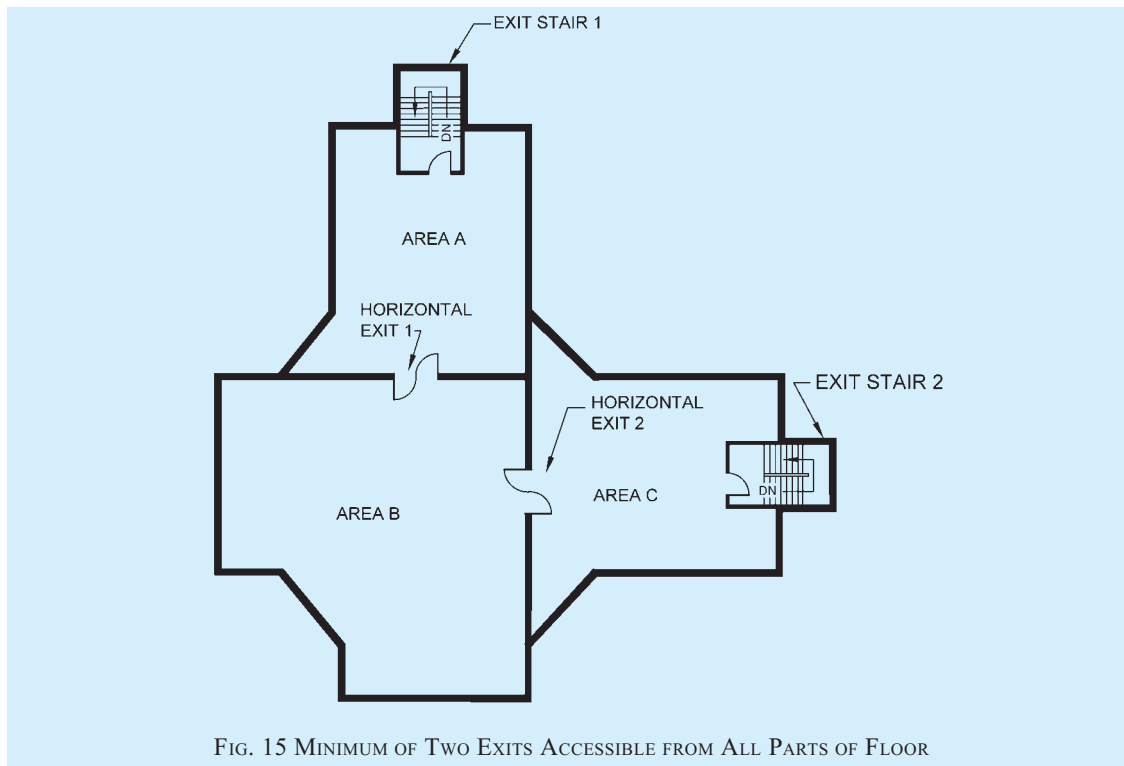 EXIT STAIR 1
DN
AREA A
HORIZONTAL
EXIT 1
EXIT STAIR 2
HORIZONTAL
EXIT 2
DN
AREA C
AREA B
FIG. 15 MINIMUM OF TWO EXITS ACCESSIBLE FROM ALL PARTS OF FLOOR